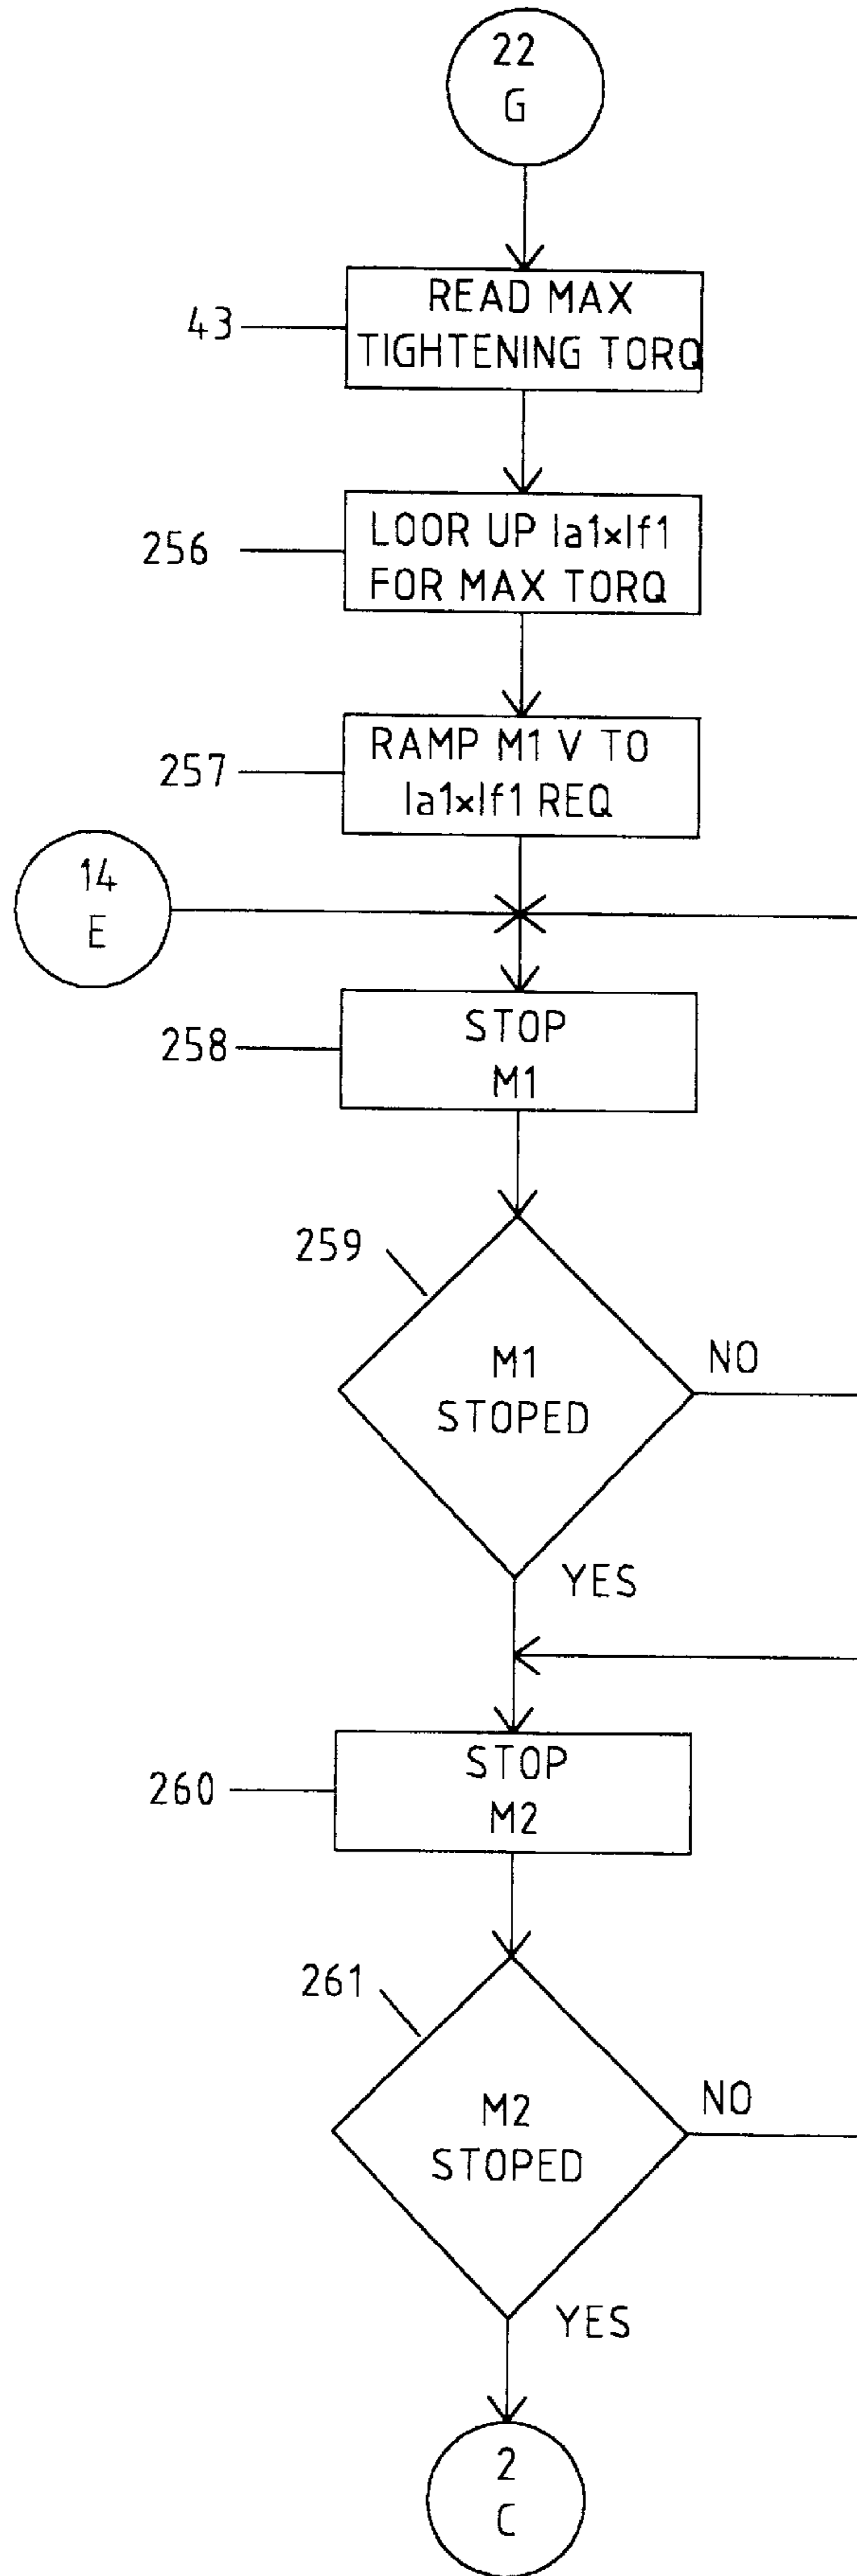 22
G
43
READ MAX
TIGHTENING TORQ
256
LOOR UP Ia1×If1
FOR MAX TORQ
257
RAMP M1 V TO
Ia1×If1 REQ
14
E
258
STOP
M1
259
M1
STOPED
NO
YES
260
STOP
M2
261
M2
STOPED
NO
YES
2
C